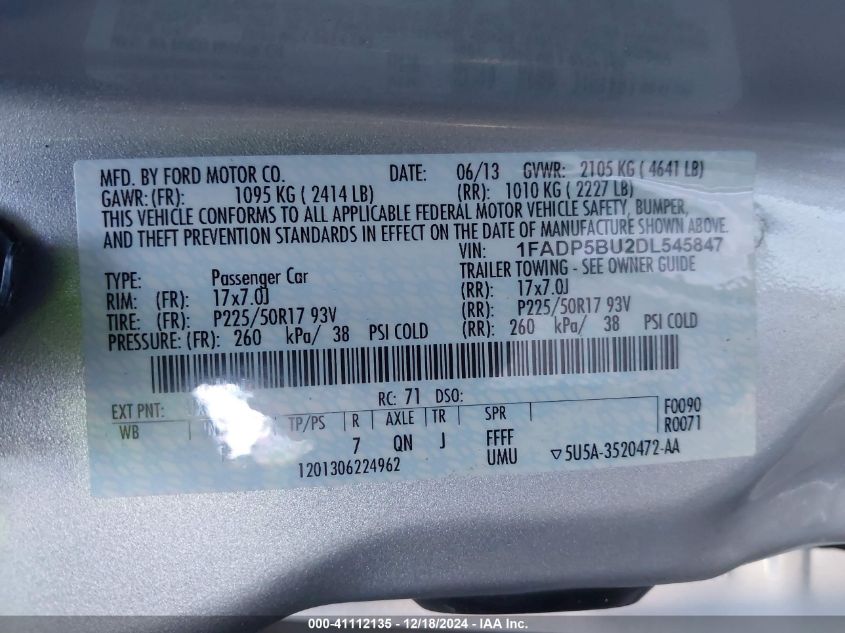 MFD. BY FORD MOTOR CO. DATE: 06/13 GVWR: 2105 KG ( 4641 LB)
GAWR: (FR): 1095 KG ( 2414 LB) (RR): 1010 KG ( 2227 LB)
THIS VEHICLE CONFORMS TO ALL APPLICABLE FEDERAL MOTOR VEHICLE SAFETY, BUMPER,
AND THEFT PREVENTION STANDARDS IN EFFECT ON THE DATE OF MANUFACTURE SHOWN ABOVE.
VIN: 1FADP5BU2DL545847
TYPE: Passenger Car TRAILER TOWING - SEE OWNER GUIDE
RIM: (FR): 17x7.0J (RR): 17x7.0J
TIRE: (FR): P225/50R17 93V (RR): P225/50R17 93V
PRESSURE: (FR): 260 kPa/ 38 PSI COLD (RR): 260 kPa/ 38 PSI COLD
EXT PNT: RC: 71 DSO: F0090
WB TP/PS R AXLE TR SPR R0071
7 QN J FFFF
UMU
1201306224962 ▽5U5A-3520472-AA
000-41112135 - 12/18/2024 - IAA Inc.